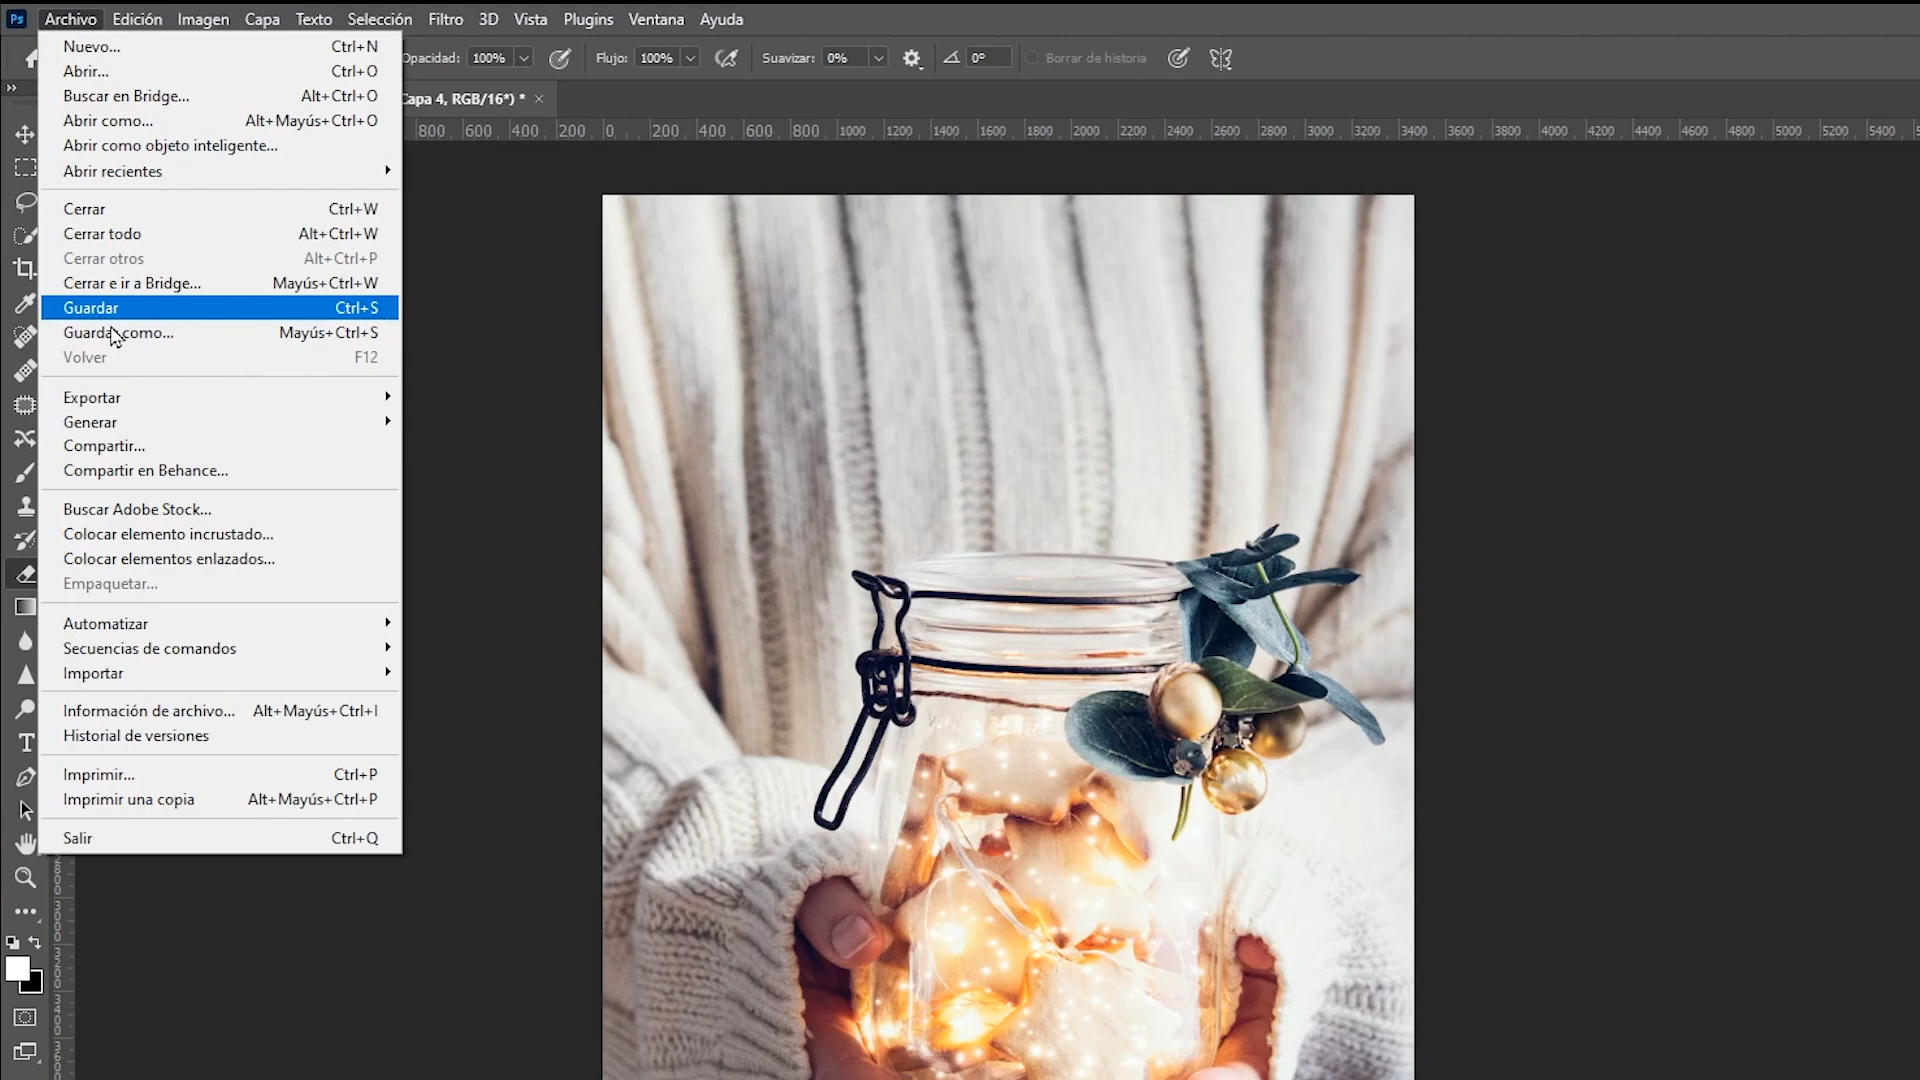 Ps Archivo Edición Imagen Capa Texto Selección Filtro 3D Vista Plugins Ventana Ayuda
Opacidad: 100% Flujo: 100% Suavizar: 0% 0° Borrar de historia
Capa 4, RGB/16*) * ×
800 600 400 200 0 200 400 600 800 1000 1200 1400 1600 1800 2000 2200 2400 2600 2800 3000 3200 3400 3600 3800 4000 4200 4400 4600 4800 5000 5200 5400
Nuevo... Ctrl+N
Abrir... Ctrl+O
Buscar en Bridge... Alt+Ctrl+O
Abrir como... Alt+Mayús+Ctrl+O
Abrir como objeto inteligente...
Abrir recientes
Cerrar Ctrl+W
Cerrar todo Alt+Ctrl+W
Cerrar otros Alt+Ctrl+P
Cerrar e ir a Bridge... Mayús+Ctrl+W
Guardar Ctrl+S
Guardar como... Mayús+Ctrl+S
Volver F12
Exportar
Generar
Compartir...
Compartir en Behance...
Buscar Adobe Stock...
Colocar elemento incrustado...
Colocar elementos enlazados...
Empaquetar...
Automatizar
Secuencias de comandos
Importar
Información de archivo... Alt+Mayús+Ctrl+I
Historial de versiones
Imprimir... Ctrl+P
Imprimir una copia Alt+Mayús+Ctrl+P
Salir Ctrl+Q